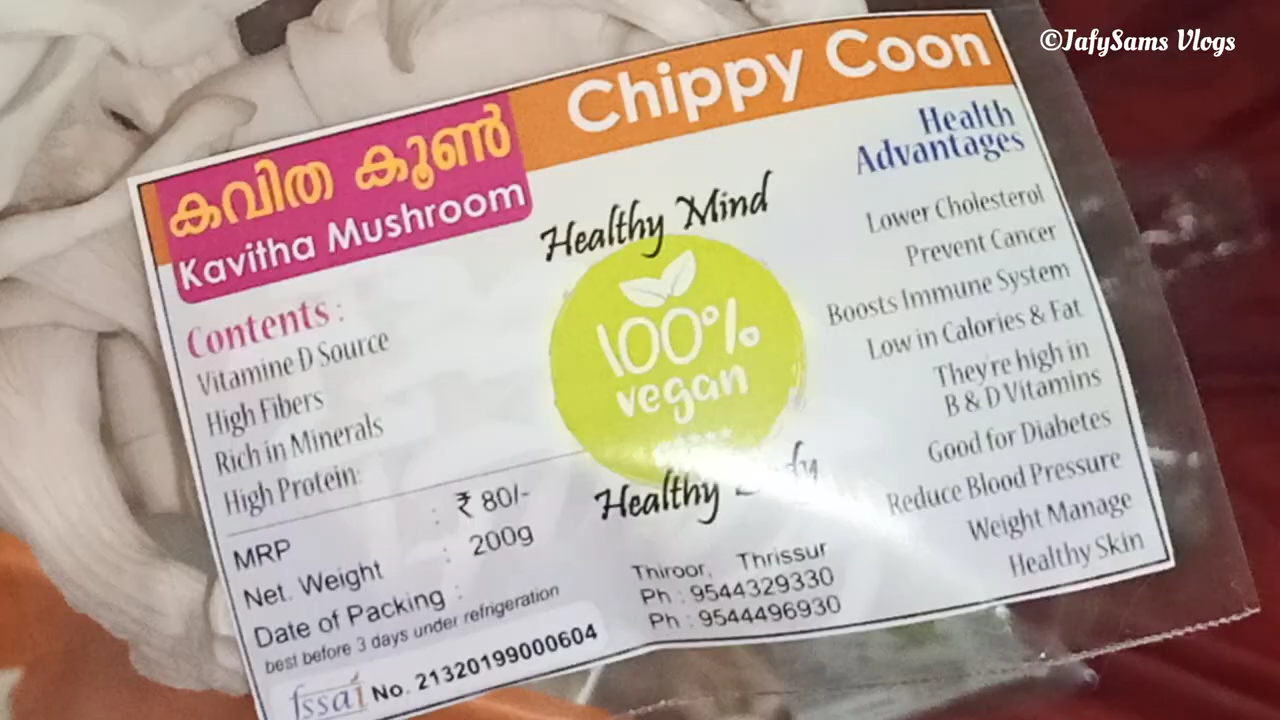 ©JafySams Vlogs
Chippy Coon
കവിത കൂൺ
Kavitha Mushroom
Contents :
Vitamine D Source
High Fibers
Rich in Minerals
High Protein:
MRP : ₹ 80/-
Net. Weight : 200g
Date of Packing :
best before 3 days under refrigeration
fssai No. 21320199000604
Healthy Mind
100%
vegan
Healthy
Thiroor, Thrissur
Ph : 9544329330
Ph : 9544496930
Health
Advantages
Lower Cholesterol
Prevent Cancer
Boosts Immune System
Low in Calories & Fat
They're high in
B & D Vitamins
Good for Diabetes
Reduce Blood Pressure
Weight Manage
Healthy Skin